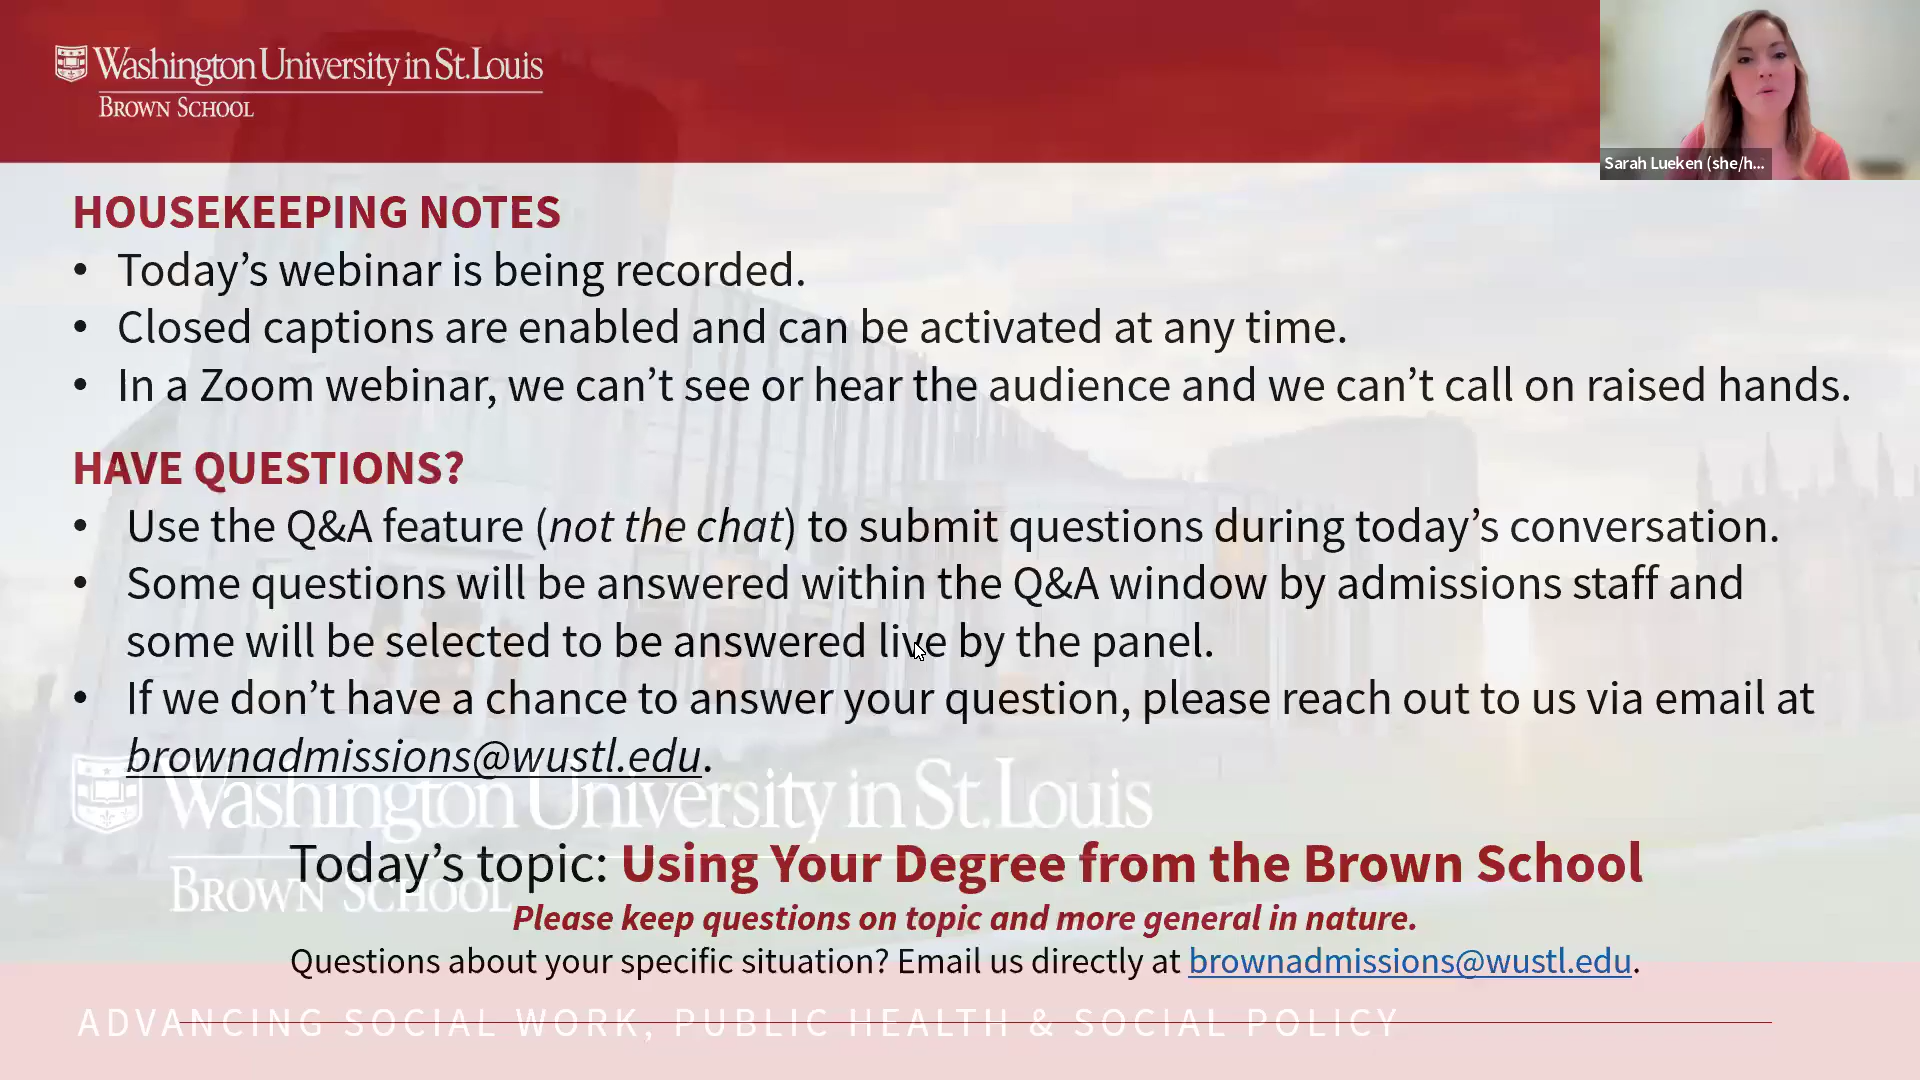 Washington University in St. Louis
BROWN SCHOOL
Sarah Lueken (she/h...
HOUSEKEEPING NOTES
• Today's webinar is being recorded.
• Closed captions are enabled and can be activated at any time.
• In a Zoom webinar, we can't see or hear the audience and we can't call on raised hands.
HAVE QUESTIONS?
• Use the Q&A feature (not the chat) to submit questions during today's conversation.
• Some questions will be answered within the Q&A window by admissions staff and
some will be selected to be answered live by the panel.
• If we don't have a chance to answer your question, please reach out to us via email at
brownadmissions@wustl.edu.
Washington University in St. Louis
BROWN SCHOOL
Today's topic: Using Your Degree from the Brown School
Please keep questions on topic and more general in nature.
Questions about your specific situation? Email us directly at brownadmissions@wustl.edu.
ADVANCING SOCIAL WORK, PUBLIC HEALTH & SOCIAL POLICY